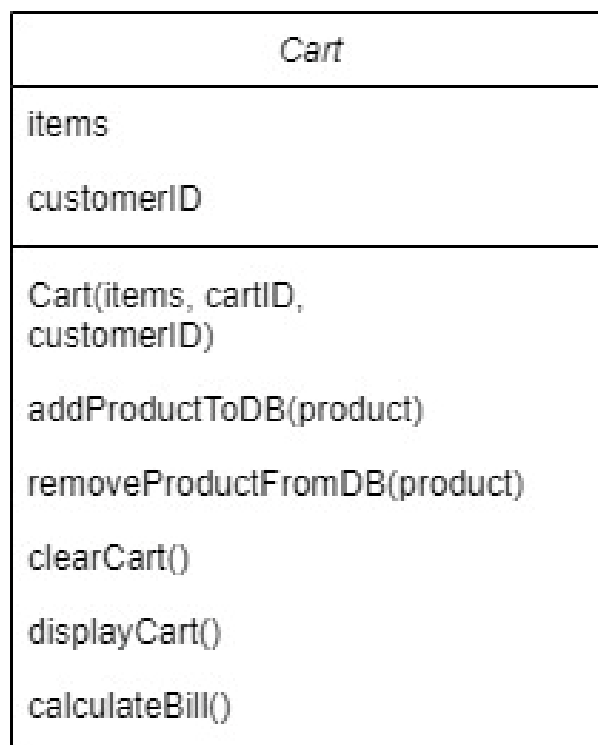 Cart
items
customerID
Cart(items, cartID,
customerID)
addProductToDB(product)
removeProductFromDB(product)
clearCart()
displayCart()
calculateBill()